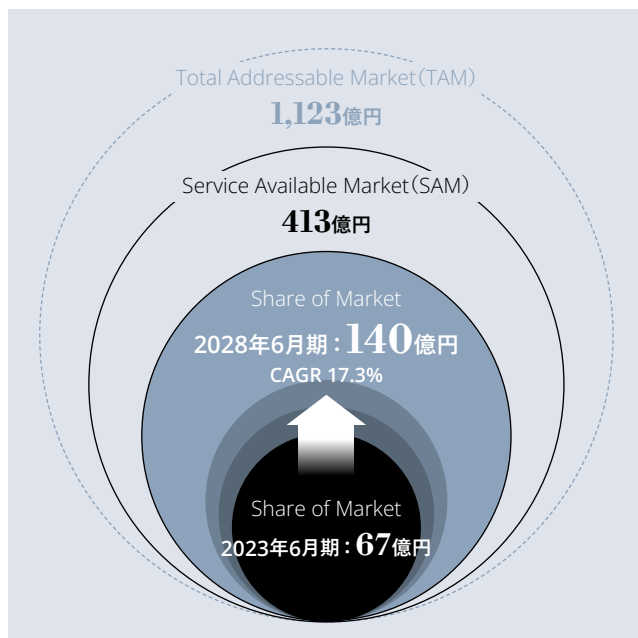 Total Addressable Market(TAM)
1,123億円
Service Available Market(SAM)
413億円
Share of Market
2028年6月期：140億円
CAGR 17.3%
Share of Market
2023年6月期：67億円